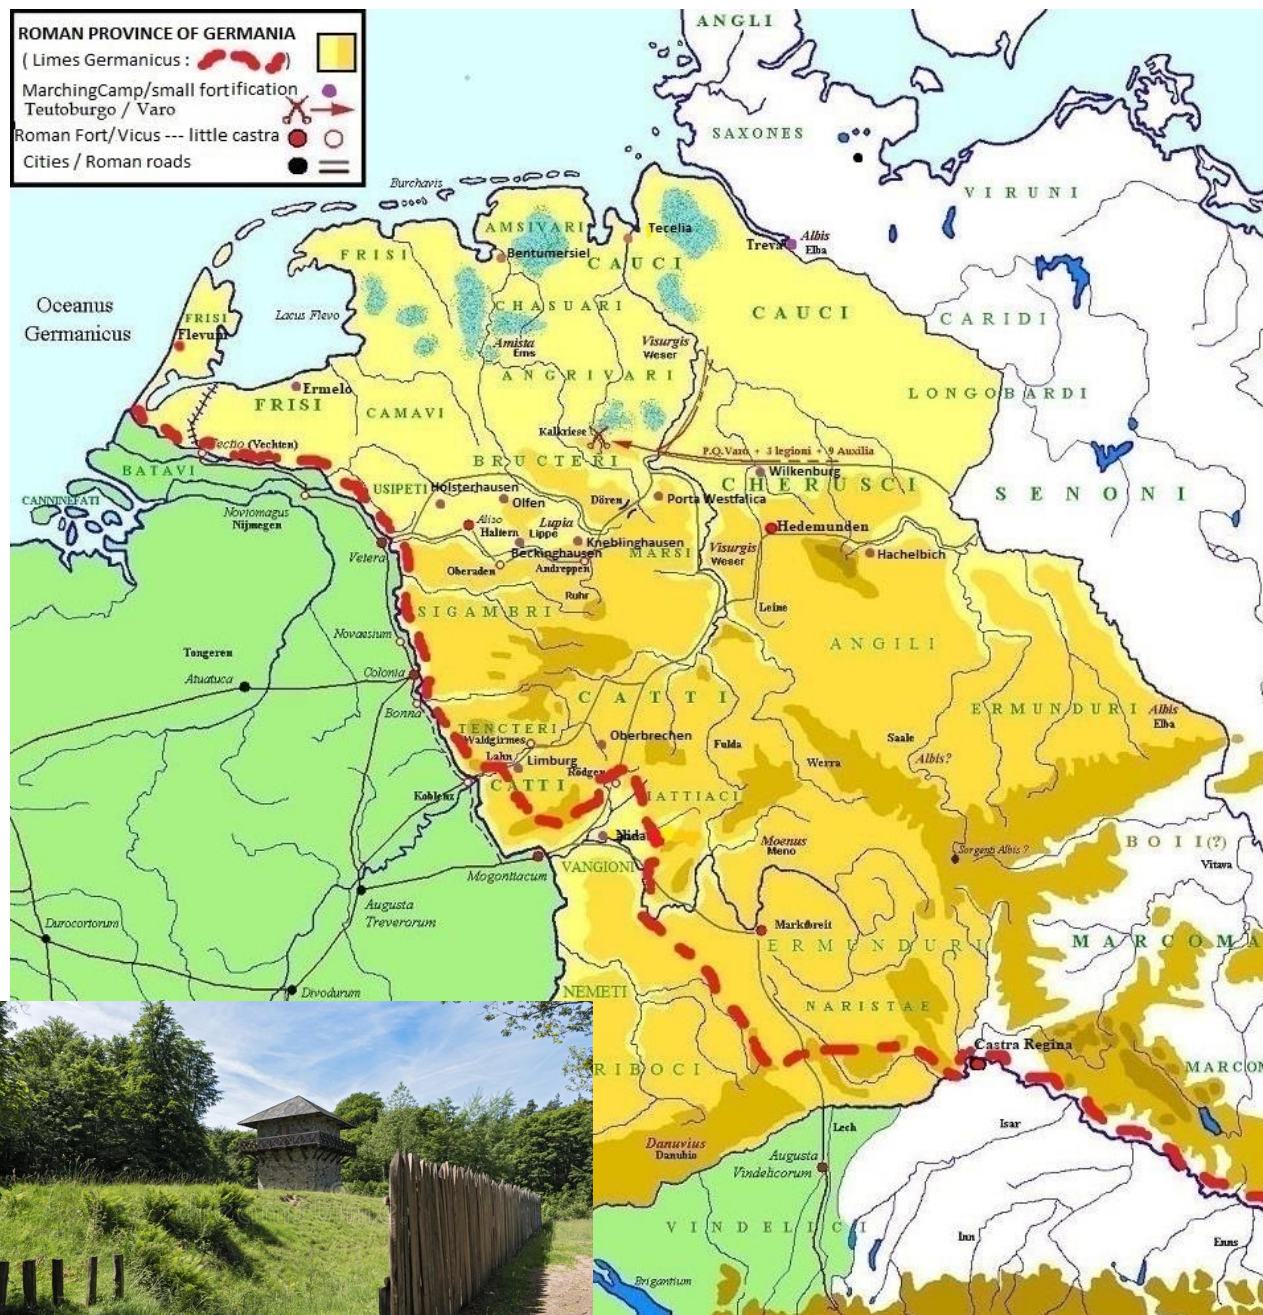 ROMAN PROVINCE OF GERMANIA
( Limes Germanicus : )
MarchingCamp/small fortification
Teutoburgo / Varo
Roman Fort/Vicus --- little castra
Cities / Roman roads
ANGLI
SAXONES
VIRUNI
Burchavis
AMSIVARI
Tecelia
Treva
Albis
Elba
FRISI
Bentumersiel
CAUCI
Oceanus
Germanicus
FRISI
Flevum
Lacus Flevo
CHASUARI
CAUCI
CARIDI
Amista
Ems
Visurgis
Weser
ANGRIVARI
Ermelo
FRISI
CAMAVI
LONGOBARDI
Kalkriese
P.Q.Varo + 3 legioni + 9 Auxilia
Tectio (Vechten)
BATAVI
BRUCTERI
Wilkenburg
CHERUSCI
SENONI
CANNINEFATI
USIPETI
Holsterhausen
Olfen
Dören
Porta Westfalica
Noviomagus
Nijmegen
Aliso
Haltern
Lupia
Lippe
Hedemunden
Vetera
Beckinghausen
Kneblinghausen
MARSI
Visurgis
Weser
Hachelbich
Oberaden
Andreppen
Ruhr
SIGAMBRI
Leine
Novaesium
ANGILI
Tongeren
Atuatuca
Colonia
Bonna
CATTI
ERMUNDURI
Albis
Elba
TENCTERI
Waldgirmes
Oberbrechen
Fulda
Saale
Albis?
Lahn
Limburg
Rödgen
Werra
Koblenz
CATTI
MATTIACI
Nida
Moenus
Meno
BOII(?)
Sorgenti Albis ?
Vitava
Mogontiacum
VANGIONI
Augusta
Treverorum
Durocortorum
Marktbreit
ERMUNDURI
MARCOMA
Divodurum
NEMETI
NARISTAE
Castra Regina
RIBOCI
MARCOM
Lech
Isar
Danuvius
Danubio
Augusta
Vindelicorum
VINDELICI
Inn
Enns
Brigantium